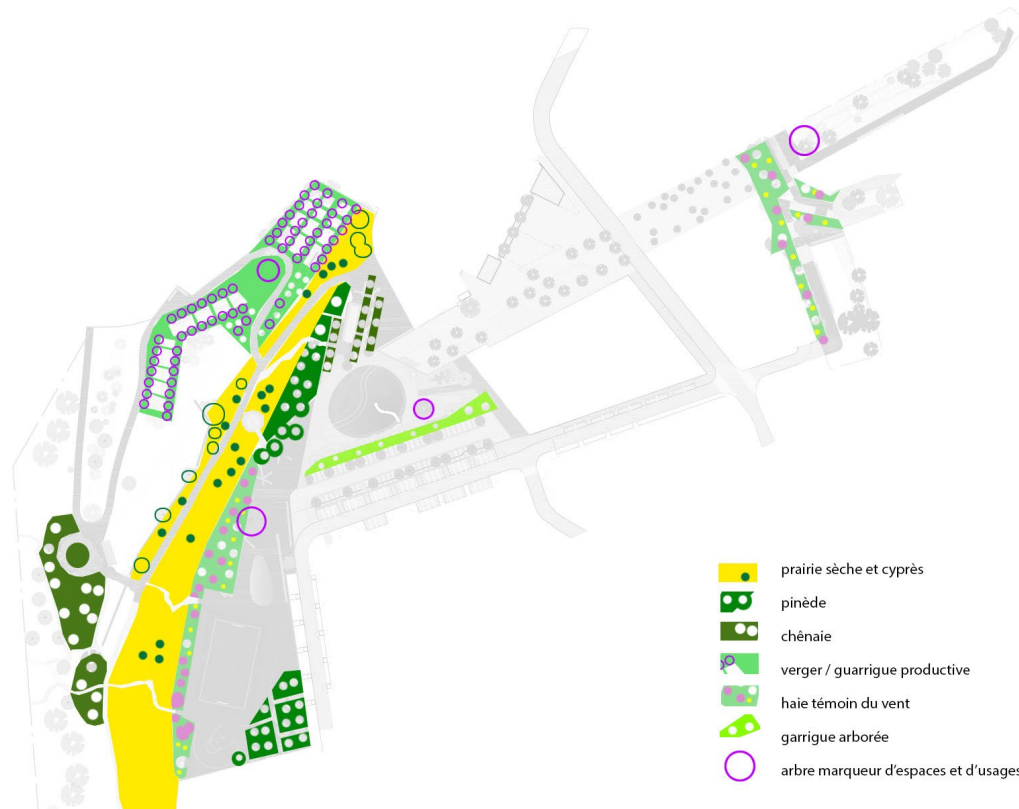 prairie sèche et cyprès
pinède
chênaie
verger / guarrigue productive
haie témoin du vent
garrigue arborée
arbre marqueur d'espaces et d'usages